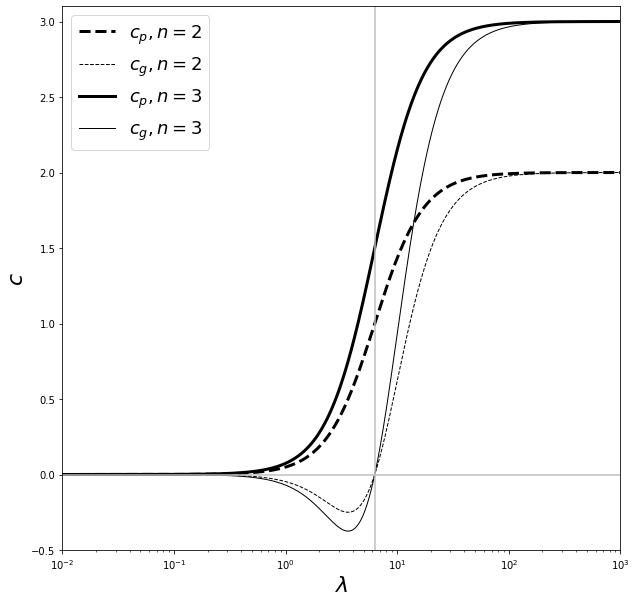 3.0
2.5
2.0
1.5
1.0
0.5
0.0
−0.5
c
c_p, n = 2
c_g, n = 2
c_p, n = 3
c_g, n = 3
10^{-2} 10^{-1} 10^{0} 10^{1} 10^{2} 10^{3}
λ